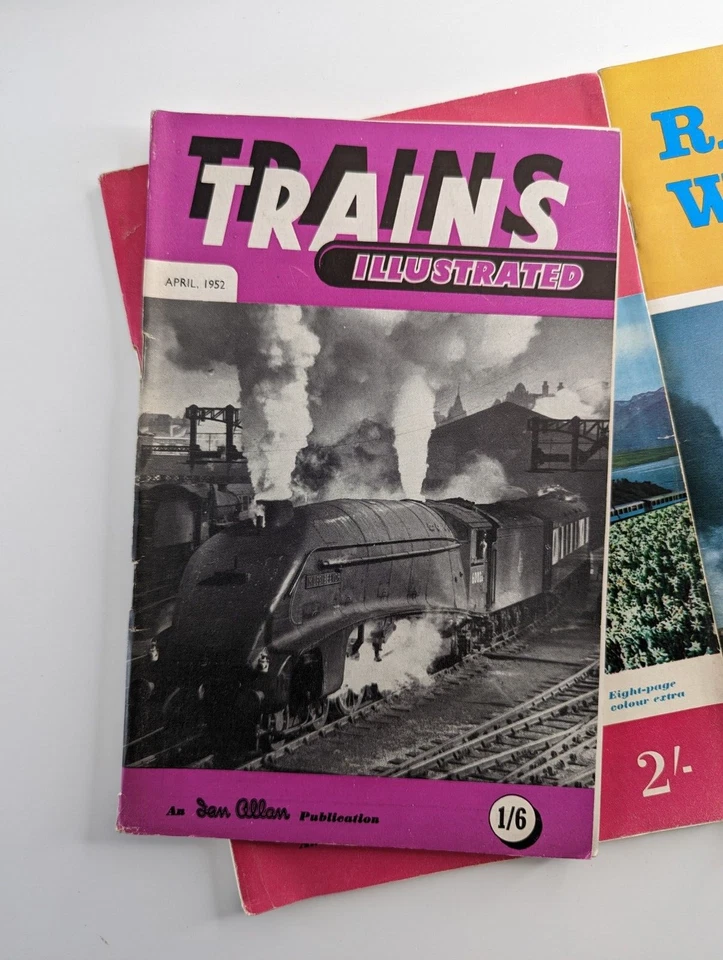 TRAINS
ILLUSTRATED
APRIL, 1952
An Ian Allan Publication
1/6
Eight-page
colour extra
2/-